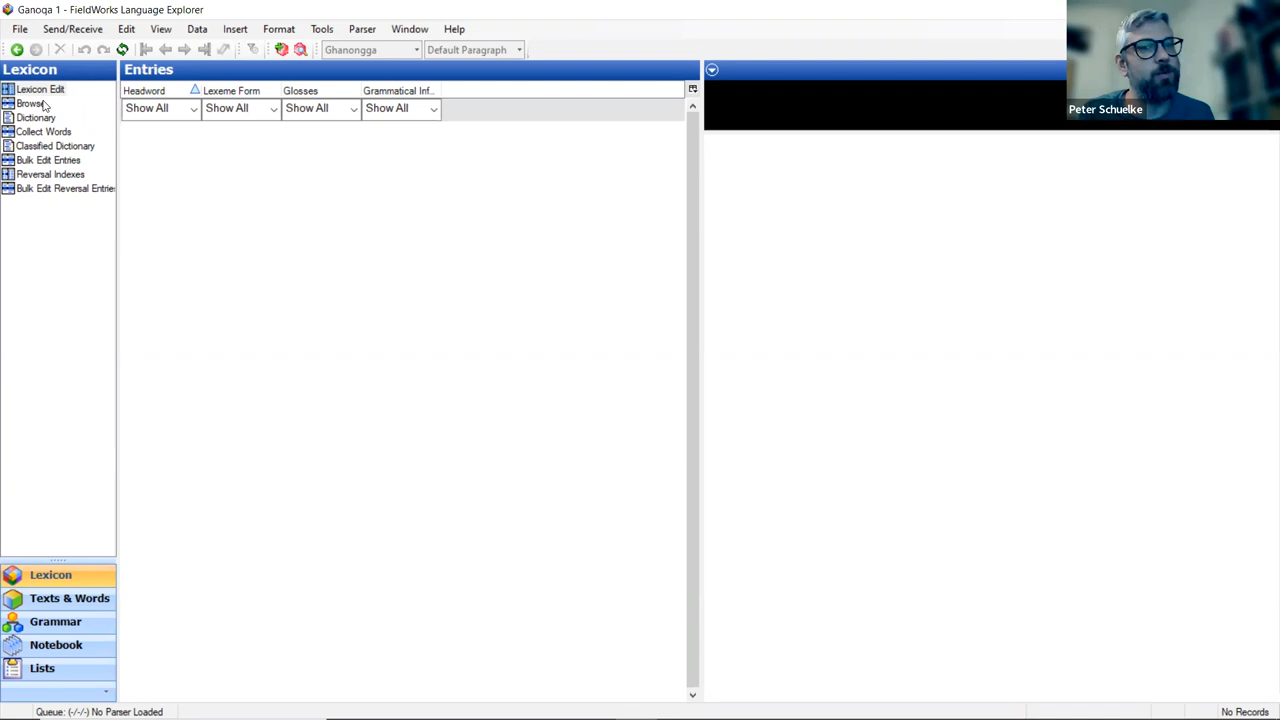 Ganoqa 1 - FieldWorks Language Explorer
File Send/Receive Edit View Data Insert Format Tools Parser Window Help
Ghanongga Default Paragraph
Lexicon
Lexicon Edit
Browse
Dictionary
Collect Words
Classified Dictionary
Bulk Edit Entries
Reversal Indexes
Bulk Edit Reversal Entrie
Entries
Headword Lexeme Form Glosses Grammatical Inf..
Show All Show All Show All Show All
Peter Schuelke
Lexicon
Texts & Words
Grammar
Notebook
Lists
Queue: (-/-/-) No Parser Loaded
No Records